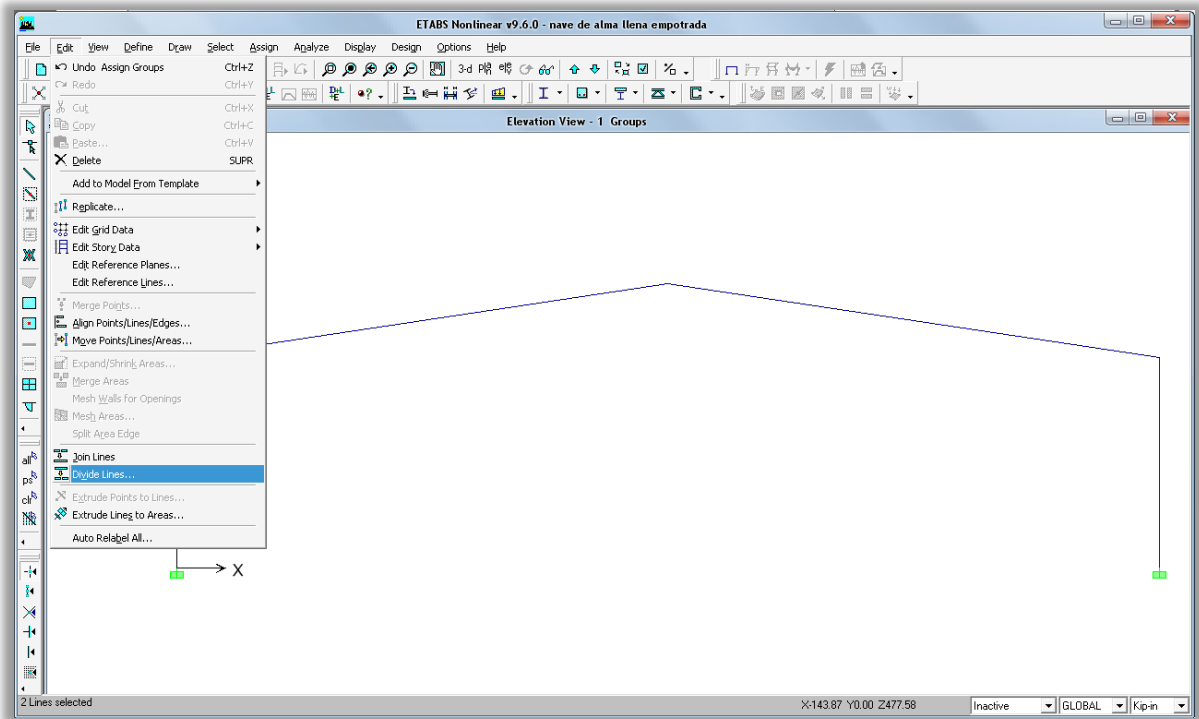 ETABS Nonlinear v9.6.0 - nave de alma llena empotrada
File Edit View Define Draw Select Assign Analyze Display Design Options Help
Undo Assign Groups Ctrl+Z
Redo Ctrl+Y
Cut Ctrl+X
Copy Ctrl+C
Paste... Ctrl+V
Delete SUPR
Add to Model From Template
Replicate...
Edit Grid Data
Edit Story Data
Edit Reference Planes...
Edit Reference Lines...
Merge Points...
Align Points/Lines/Edges...
Move Points/Lines/Areas...
Expand/Shrink Areas...
Merge Areas
Mesh Walls for Openings
Mesh Areas...
Split Area Edge
Join Lines
Divide Lines...
Extrude Points to Lines...
Extrude Lines to Areas...
Auto Relabel All...
3-d
Elevation View - 1 Groups
all
ps
clr
X
2 Lines selected
X-143.87 Y0.00 Z477.58
Inactive
GLOBAL
Kip-in